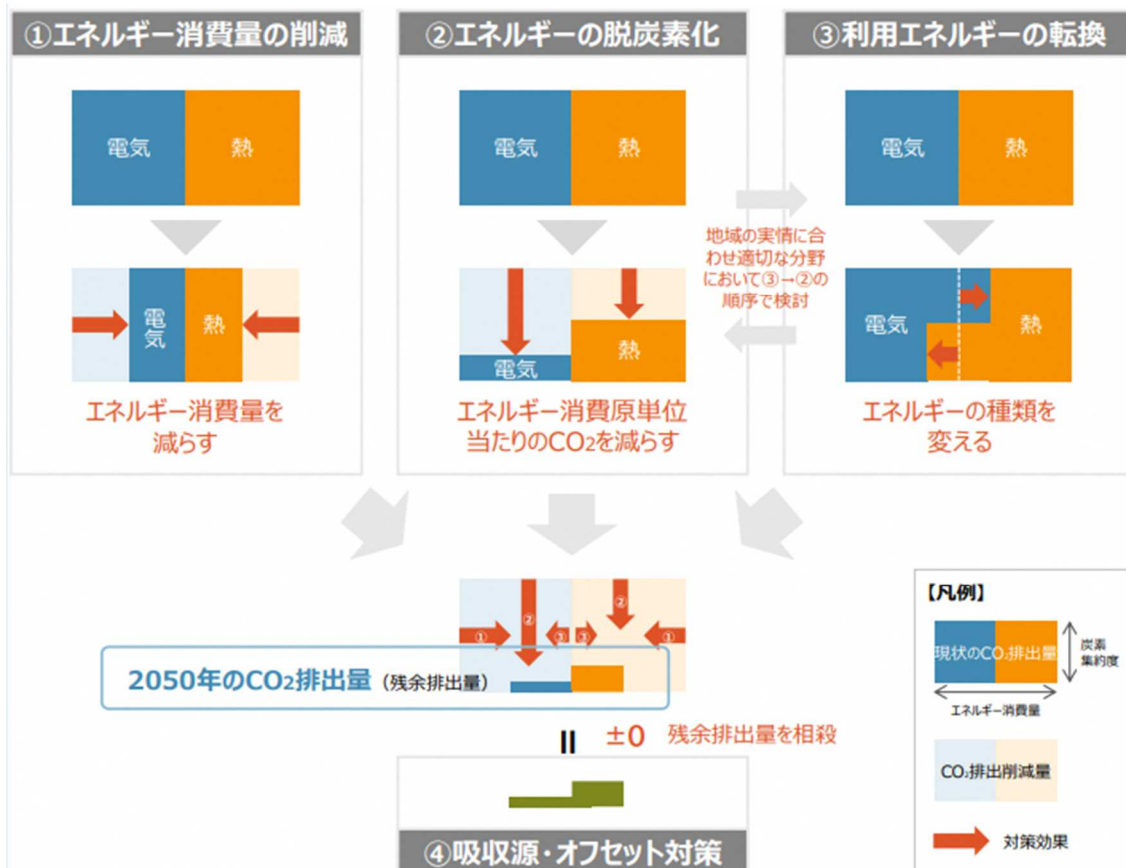 ①エネルギー消費量の削減
②エネルギーの脱炭素化
③利用エネルギーの転換
電気
熱
電気
熱
電気
熱
電気
熱
エネルギー消費量を
減らす
電気
熱
エネルギー消費原単位
当たりのCO₂を減らす
地域の実情に合
わせ適切な分野
において③→②の
順序で検討
電気
熱
エネルギーの種類を
変える
①
②
③
③
②
①
2050年のCO₂排出量（残余排出量）
=
±0 残余排出量を相殺
④吸収源・オフセット対策
【凡例】
現状のCO₂排出量
炭素
集約度
エネルギー消費量
CO₂排出削減量
対策効果